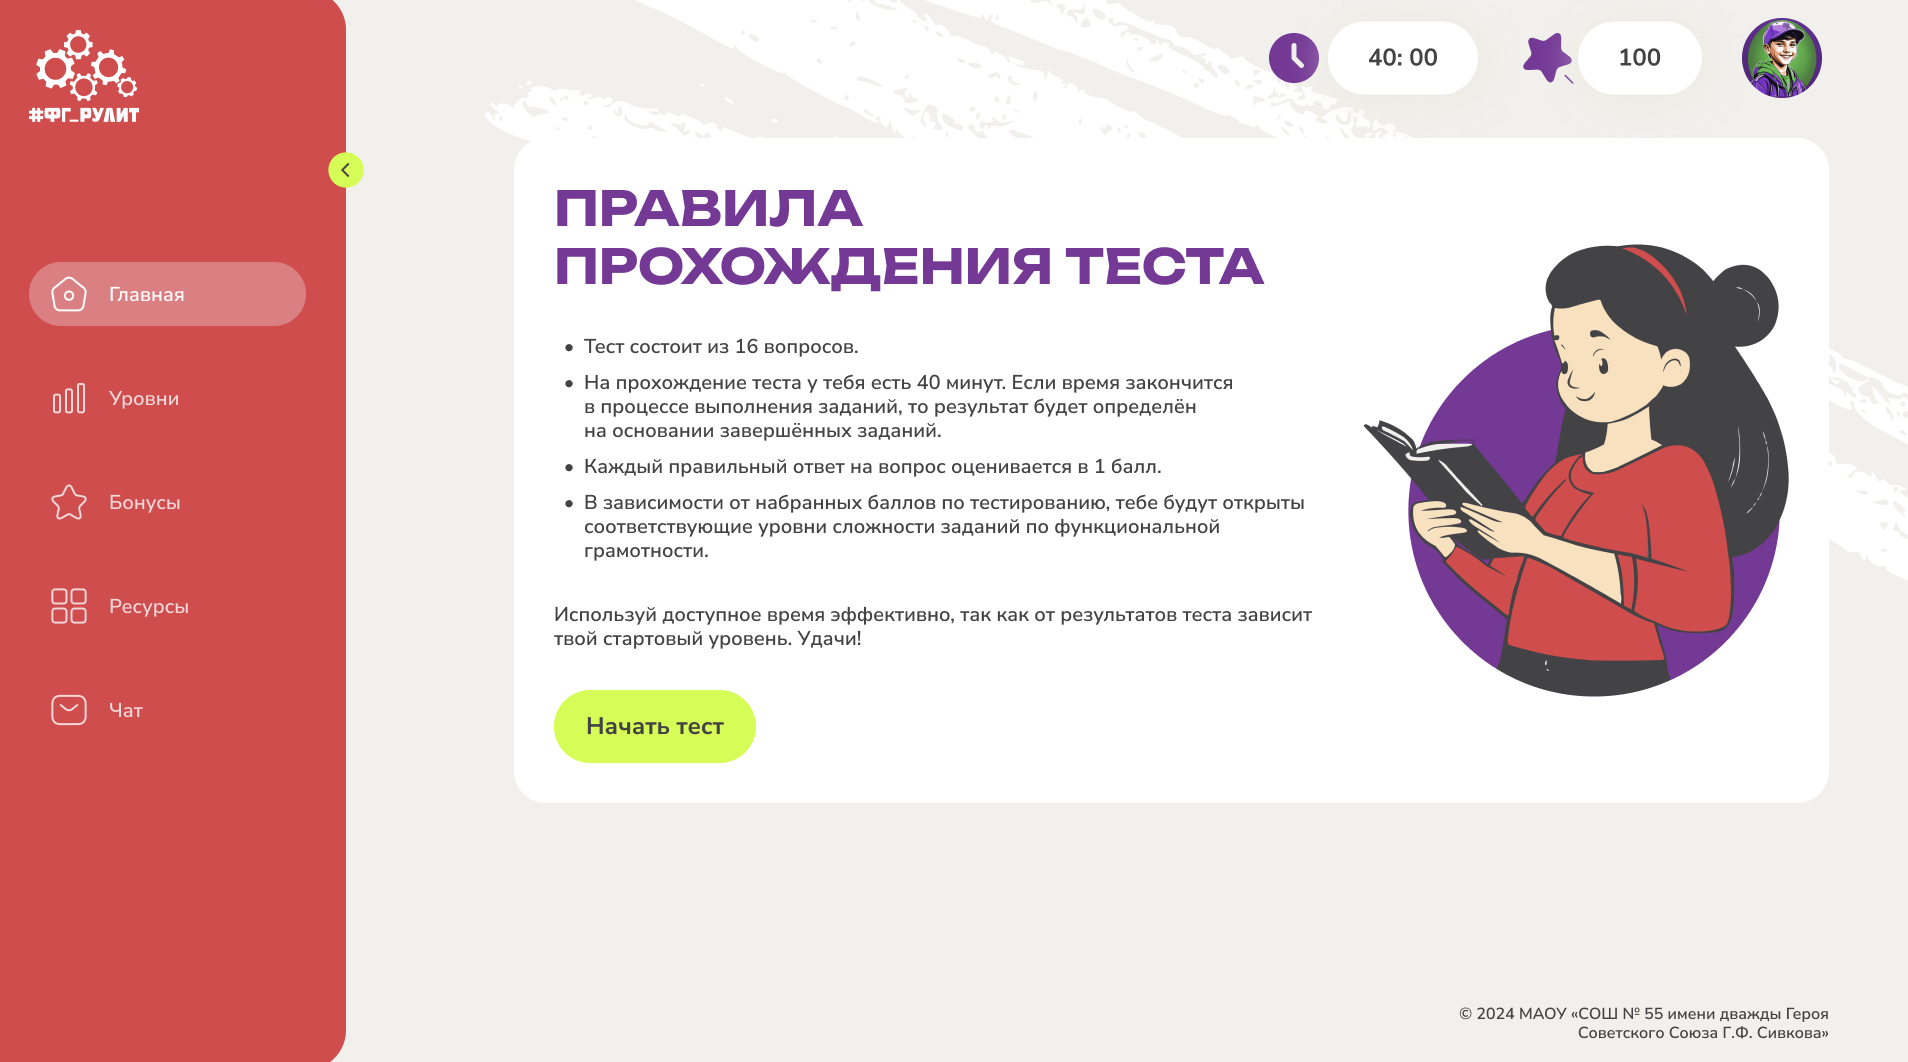 #ФГ_РУЛИТ
40: 00
100
Главная
Уровни
Бонусы
Ресурсы
Чат
ПРАВИЛА
ПРОХОЖДЕНИЯ ТЕСТА
• Тест состоит из 16 вопросов.
• На прохождение теста у тебя есть 40 минут. Если время закончится
в процессе выполнения заданий, то результат будет определён
на основании завершённых заданий.
• Каждый правильный ответ на вопрос оценивается в 1 балл.
• В зависимости от набранных баллов по тестированию, тебе будут открыты
соответствующие уровни сложности заданий по функциональной
грамотности.
Используй доступное время эффективно, так как от результатов теста зависит
твой стартовый уровень. Удачи!
Начать тест
© 2024 МАОУ «СОШ № 55 имени дважды Героя
Советского Союза Г.Ф. Сивкова»